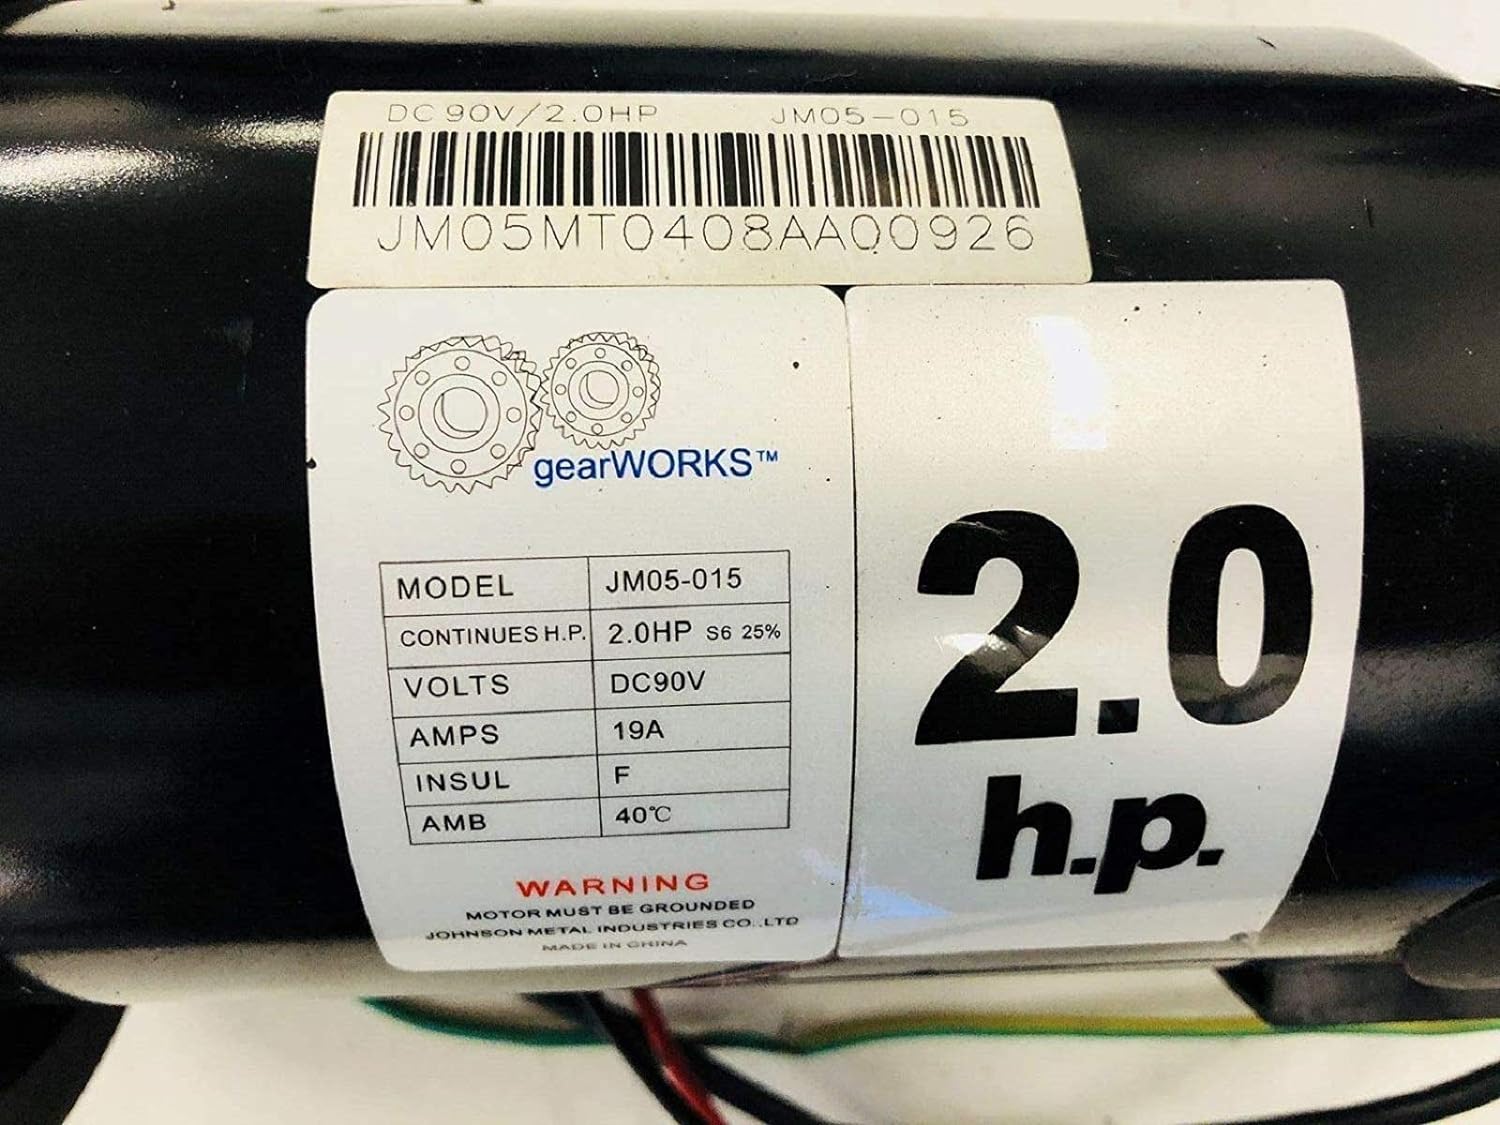 DC 90V/2.0HP JM05-015
JM05MT0408AA00926
gearWORKS™
MODEL JM05-015
CONTINUES H.P. 2.0HP S6 25%
VOLTS DC90V
AMPS 19A
INSUL F
AMB 40℃
WARNING
MOTOR MUST BE GROUNDED
JOHNSON METAL INDUSTRIES CO.,LTD
MADE IN CHINA
2.0
h.p.